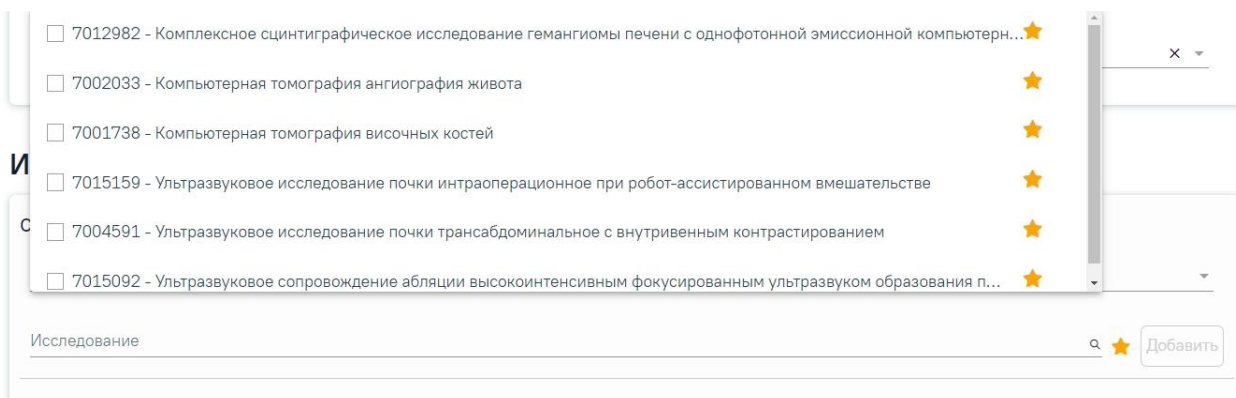 7012982 - Комплексное сцинтиграфическое исследование гемангиомы печени с однофотонной эмиссионной компьютерн...
7002033 - Компьютерная томография ангиография живота
7001738 - Компьютерная томография височных костей
И
7015159 - Ультразвуковое исследование почки интраоперационное при робот-ассистированном вмешательстве
С
7004591 - Ультразвуковое исследование почки трансабдоминальное с внутривенным контрастированием
7015092 - Ультразвуковое сопровождение абляции высокоинтенсивным фокусированным ультразвуком образования п...
Исследование
Добавить